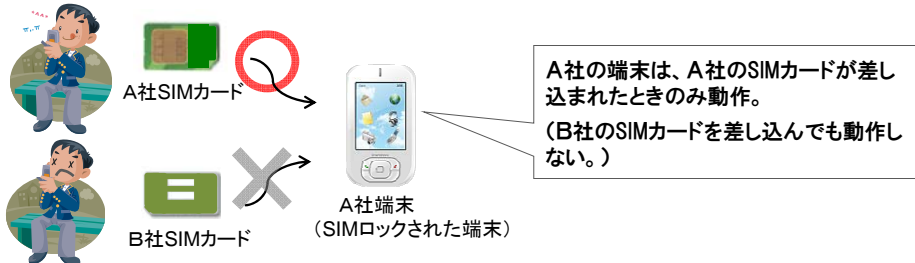 A社SIMカード
A社の端末は、A社のSIMカードが差し
込まれたときのみ動作。
(B社のSIMカードを差し込んでも動作し
ない。)
B社SIMカード
A社端末
(SIMロックされた端末)